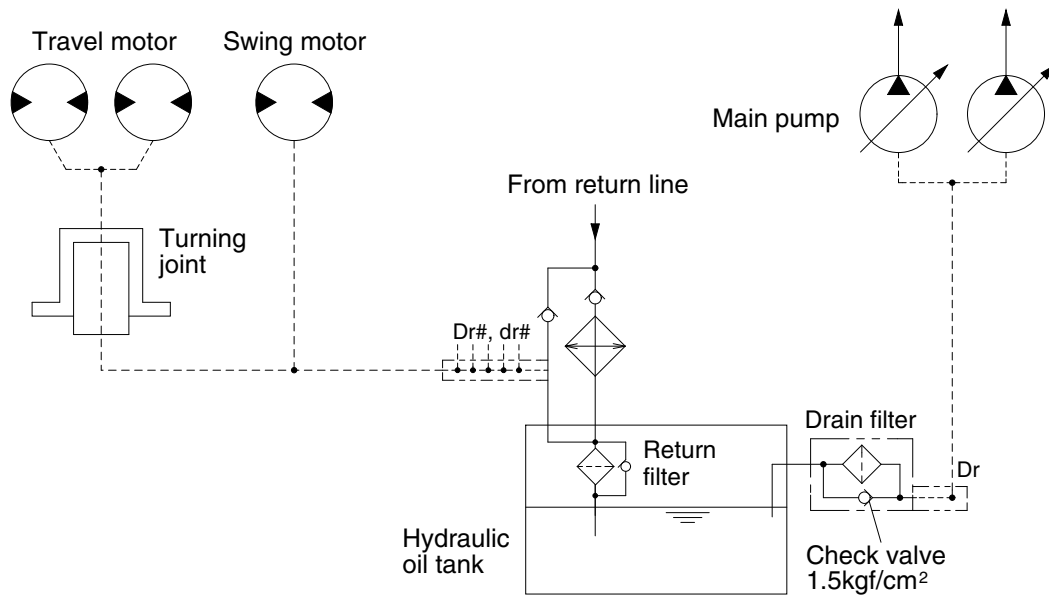 Travel motor
Swing motor
Main pump
From return line
Turning
joint
Dr#, dr#
Drain filter
Return
filter
Dr
Hydraulic
oil tank
Check valve
1.5kgf/cm²